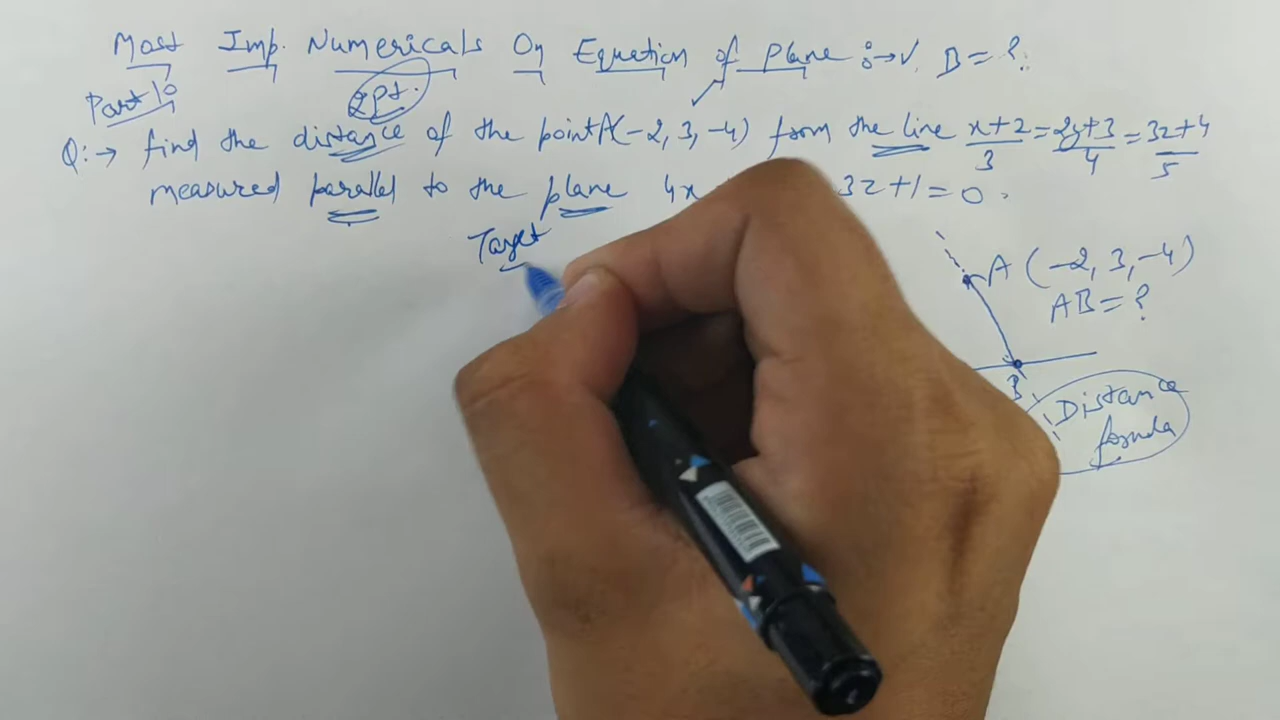 Most Imp. Numericals On Equation of Plane :→ ✓. B = ?
Part 10
2pt.
Q:→ find the distance of the point A(-2, 3, -4) from the line x+2/3 = 2y+3/4 = 3z+4/5
measured parallel to the plane 4x 3z+1=0.
Target
A (-2, 3, -4)
AB = ?
B
Distance
formula